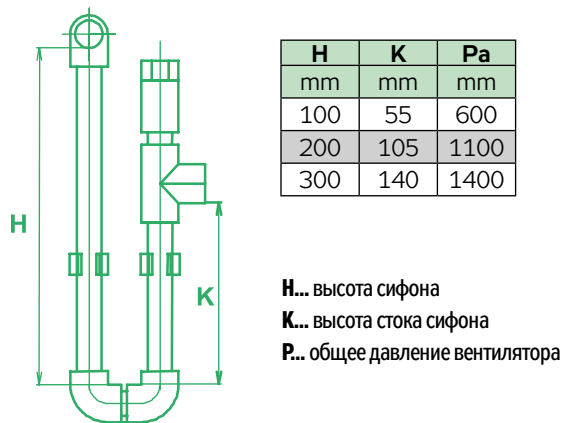 H K Pa
mm mm mm
100 55 600
200 105 1100
300 140 1400
H
K
H... высота сифона
K... высота стока сифона
P... общее давление вентилятора